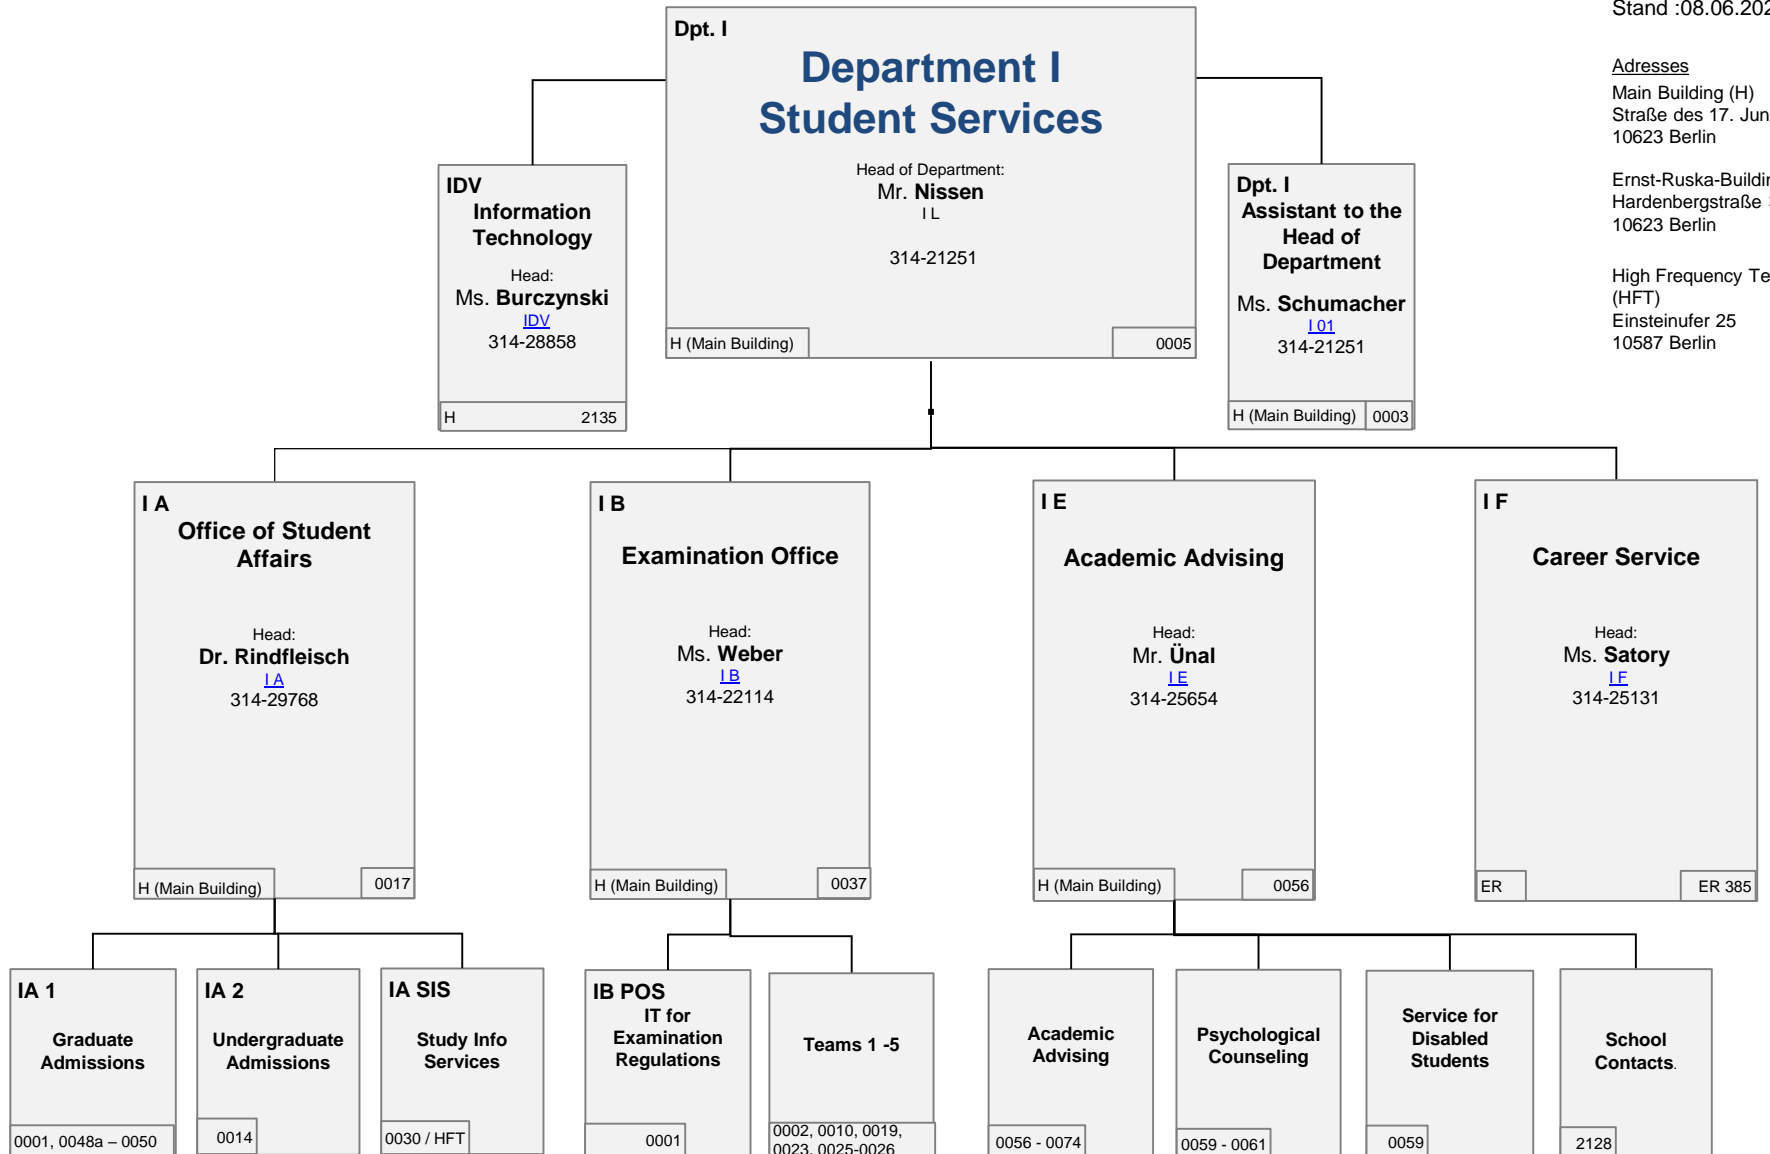 Stand :08.06.202
Adresses
Main Building (H)
Straße des 17. Jun
10623 Berlin
Ernst-Ruska-Buildin
Hardenbergstraße
10623 Berlin
High Frequency Te
(HFT)
Einsteinufer 25
10587 Berlin
Dpt. I
Department I
Student Services
Head of Department:
Mr. Nissen
I L
314-21251
H (Main Building)
0005
IDV
Information
Technology
Head:
Ms. Burczynski
IDV
314-28858
H
2135
Dpt. I
Assistant to the
Head of
Department
Ms. Schumacher
I 01
314-21251
H (Main Building)
0003
I A
Office of Student
Affairs
Head:
Dr. Rindfleisch
I A
314-29768
H (Main Building)
0017
I B
Examination Office
Head:
Ms. Weber
I B
314-22114
H (Main Building)
0037
I E
Academic Advising
Head:
Mr. Ünal
I E
314-25654
H (Main Building)
0056
I F
Career Service
Head:
Ms. Satory
I F
314-25131
ER
ER 385
IA 1
Graduate
Admissions
0001, 0048a – 0050
IA 2
Undergraduate
Admissions
0014
IA SIS
Study Info
Services
0030 / HFT
IB POS
IT for
Examination
Regulations
0001
Teams 1 -5
0002, 0010, 0019,
0023, 0025-0026
Academic
Advising
0056 - 0074
Psychological
Counseling
0059 - 0061
Service for
Disabled
Students
0059
School
Contacts.
2128